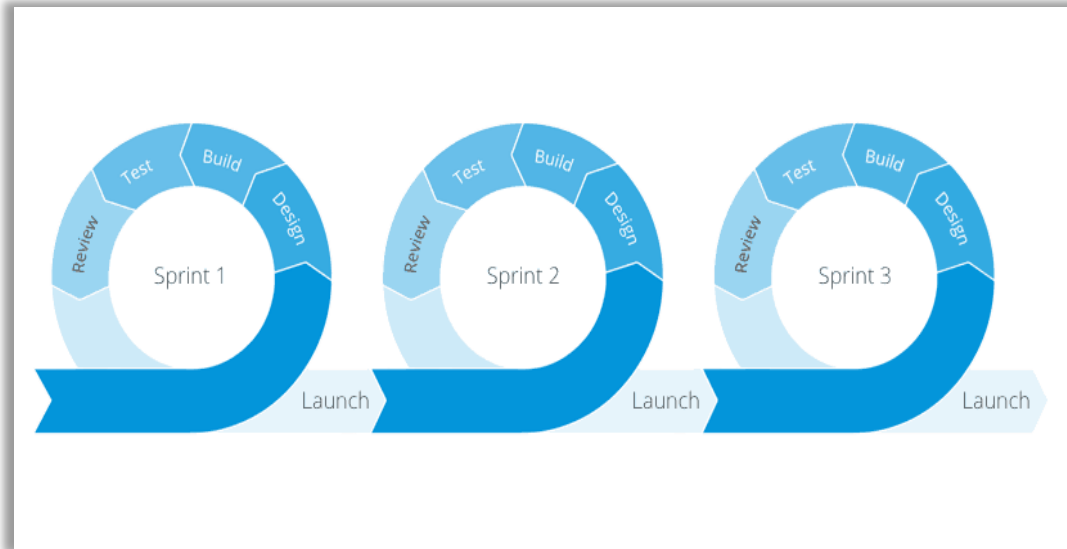 Test
Build
Review
Design
Sprint 1
Launch
Test
Build
Review
Design
Sprint 2
Launch
Test
Build
Review
Design
Sprint 3
Launch